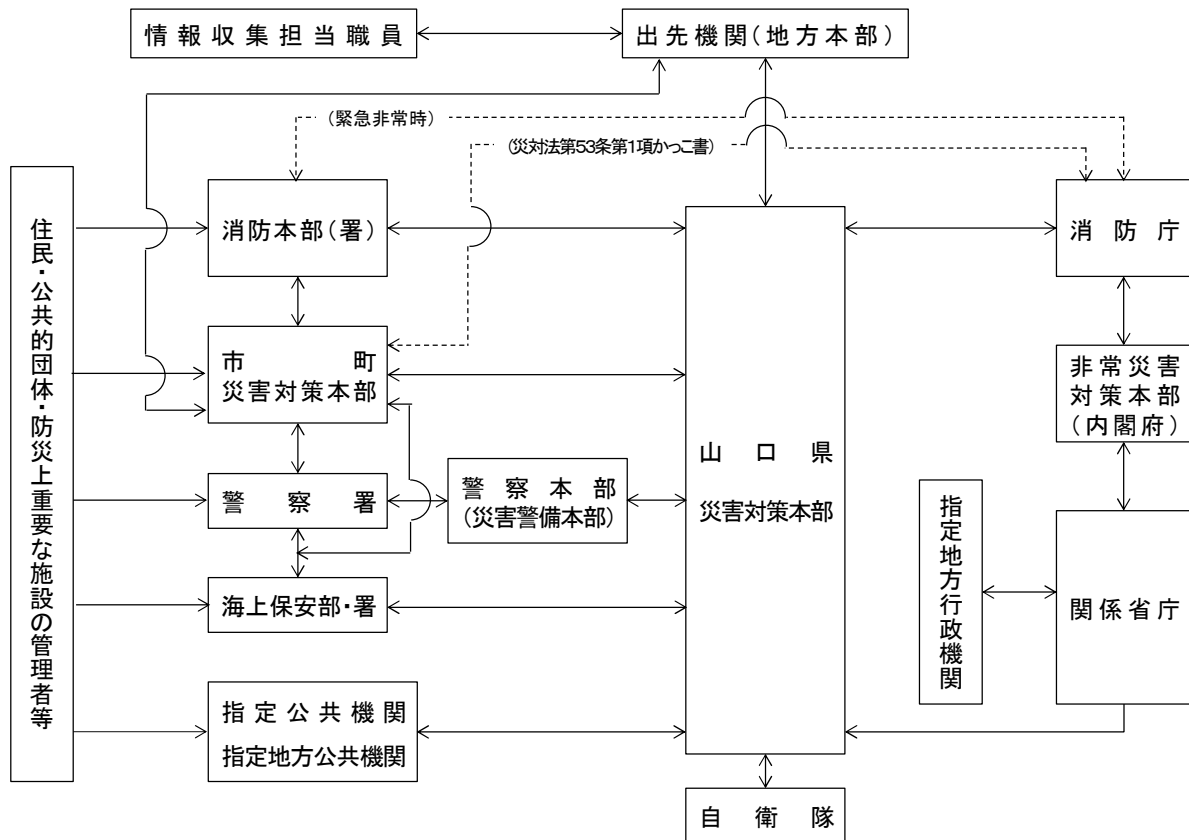 情報収集担当職員
出先機関(地方本部)
(緊急非常時)
(災対法第53条第1項かっこ書)
住民・公共的団体・防災上重要な施設の管理者等
消防本部(署)
消防庁
市町
災害対策本部
非常災害
対策本部
(内閣府)
山口県
災害対策本部
警察署
警察本部
(災害警備本部)
指定地方行政機関
海上保安部・署
関係省庁
指定公共機関
指定地方公共機関
自衛隊